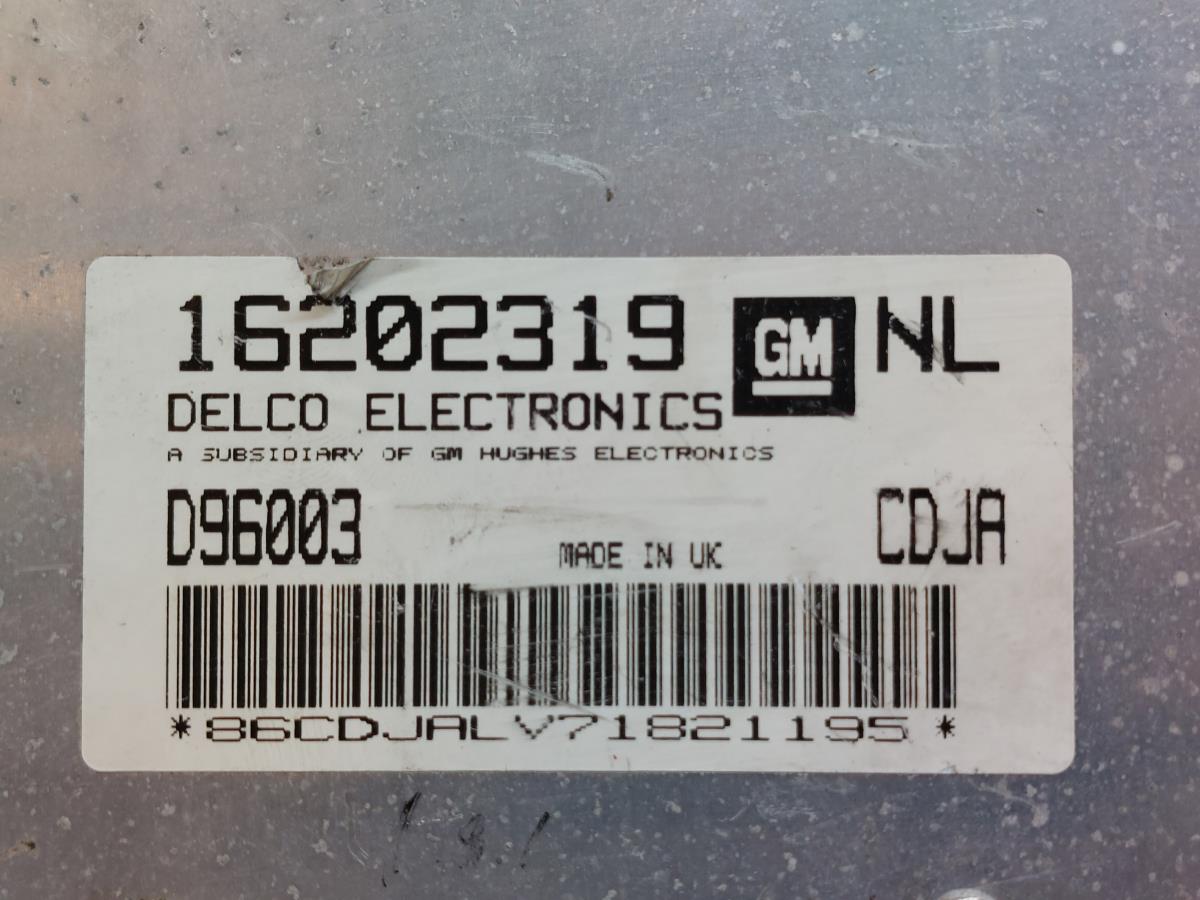 16202319 GM NL
DELCO ELECTRONICS
A SUBSIDIARY OF GM HUGHES ELECTRONICS
D96003 CDJA
MADE IN UK
*86CDJALV71821195*